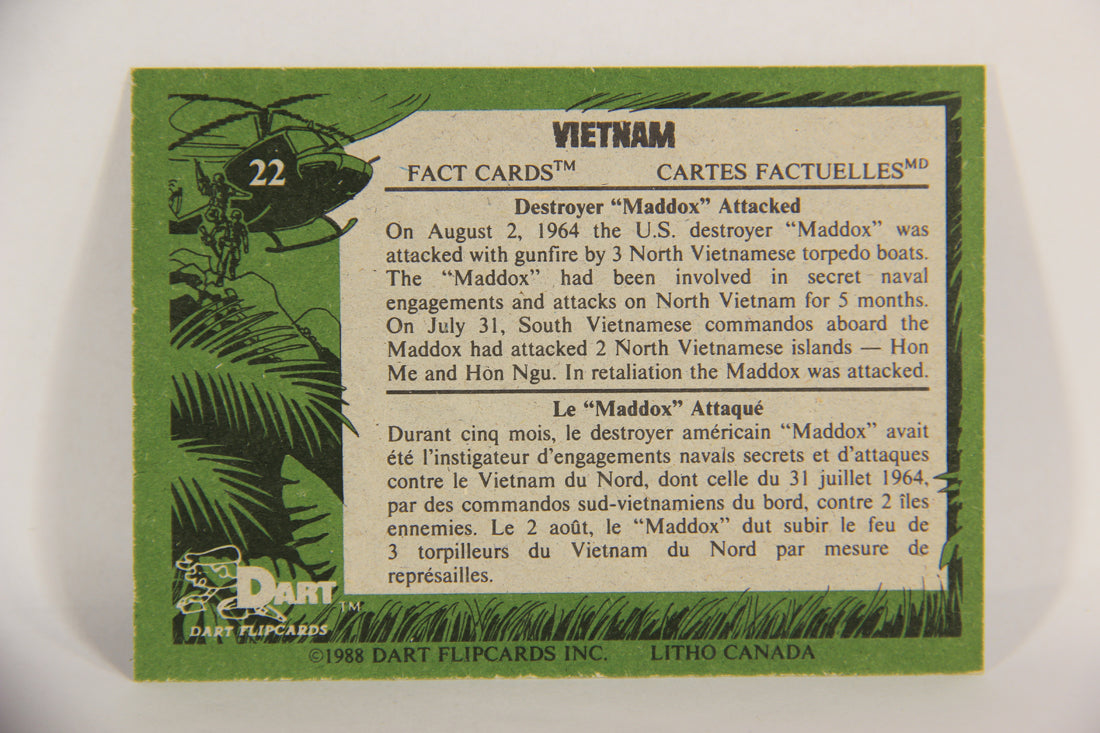 22
VIETNAM
FACT CARDS™ CARTES FACTUELLESMD
Destroyer “Maddox” Attacked
On August 2, 1964 the U.S. destroyer “Maddox” was
attacked with gunfire by 3 North Vietnamese torpedo boats.
The “Maddox” had been involved in secret naval
engagements and attacks on North Vietnam for 5 months.
On July 31, South Vietnamese commandos aboard the
Maddox had attacked 2 North Vietnamese islands — Hon
Me and Hon Ngu. In retaliation the Maddox was attacked.
Le “Maddox” Attaqué
Durant cinq mois, le destroyer américain “Maddox” avait
été l’instigateur d’engagements navals secrets et d’attaques
contre le Vietnam du Nord, dont celle du 31 juillet 1964,
par des commandos sud-vietnamiens du bord, contre 2 îles
ennemies. Le 2 août, le “Maddox” dut subir le feu de
3 torpilleurs du Vietnam du Nord par mesure de
représailles.
DART™
DART FLIPCARDS
©1988 DART FLIPCARDS INC. LITHO CANADA